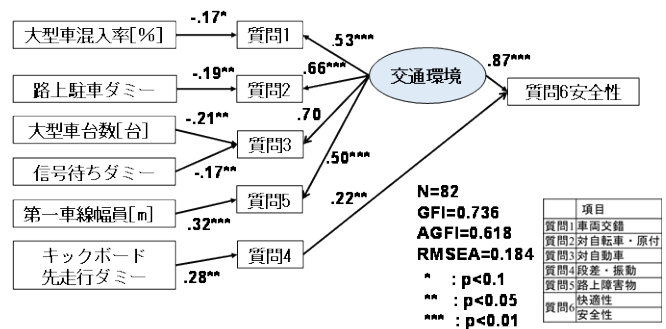 大型車混入率[%]
-.17*
質問1
.53***
路上駐車ダミー
-.19**
質問2
.66***
交通環境
.87***
質問6安全性
大型車台数[台]
-.21**
.70
信号待ちダミー
-.17**
質問3
.50***
第一車線幅員[m]
.32***
質問5
.22**
キックボード
先走行ダミー
.28**
質問4
N=82
GFI=0.736
AGFI=0.618
RMSEA=0.184
* : p<0.1
** : p<0.05
*** : p<0.01
項目
質問1 車両交錯
質問2 対自転車・原付
質問3 対自動車
質問4 段差・振動
質問5 路上障害物
質問6 快適性
安全性